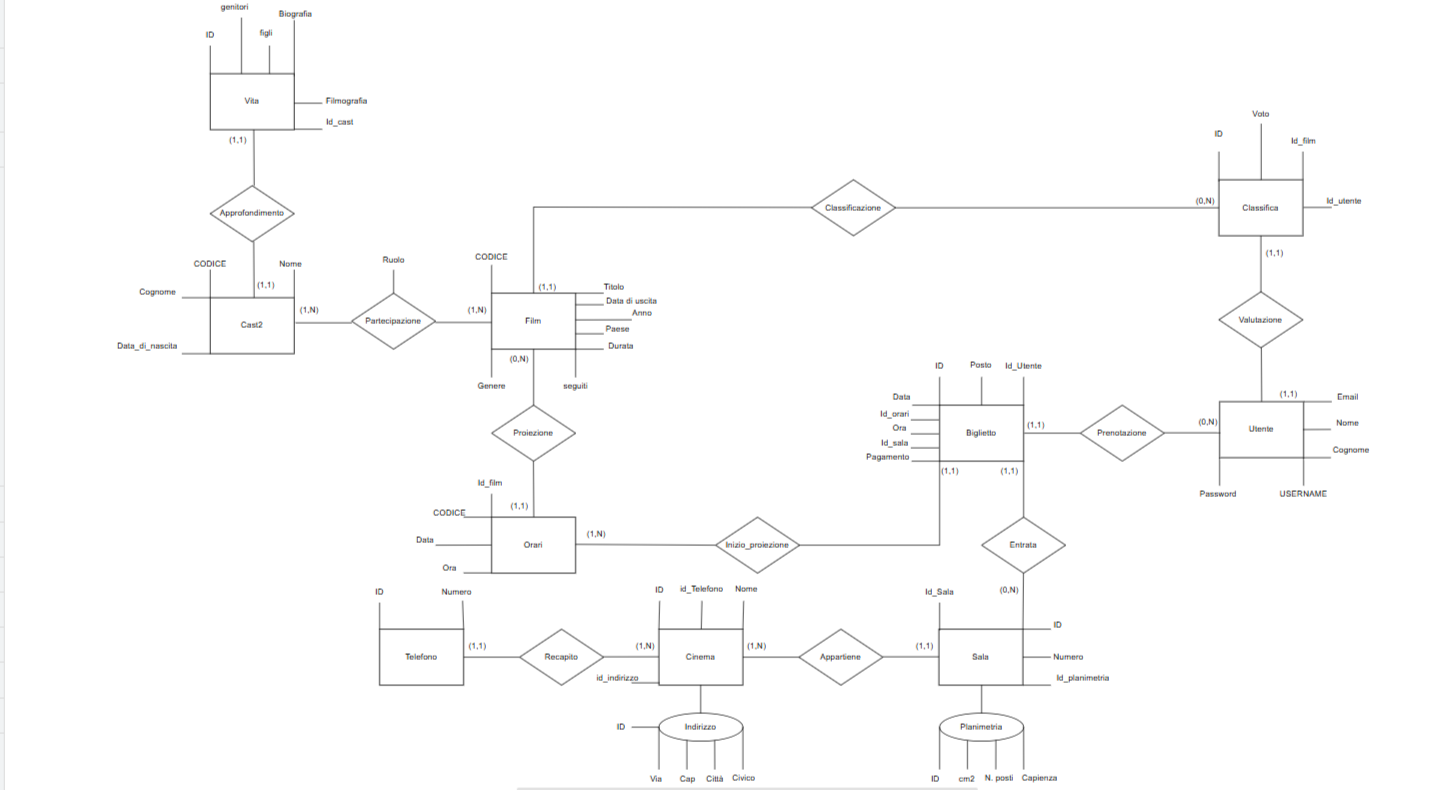 genitori
Biografia
ID
figli
Vita
Filmografia
Id_cast
(1,1)
Approfondimento
Voto
ID
Id_film
(0,N)
Classifica
Id_utente
(1,1)
Classificazione
CODICE
Nome
Cognome
(1,1)
Cast2
(1,N)
Data_di_nascita
Ruolo
Partecipazione
CODICE
(1,N)
(1,1)
Film
Titolo
Data di uscita
Anno
Paese
Durata
(0,N)
Genere
seguiti
Valutazione
Proiezione
ID
Posto
Id_Utente
Data
Id_orari
Ora
Id_sala
Pagamento
Biglietto
(1,1)
(1,1)
(1,1)
Prenotazione
(0,N)
(1,1)
Utente
Email
Nome
Cognome
Password
USERNAME
Id_film
CODICE
(1,1)
Data
Orari
Ora
(1,N)
Inizio_proiezione
Entrata
(0,N)
ID
Numero
Telefono
(1,1)
Recapito
(1,N)
ID
id_Telefono
Nome
Cinema
id_indirizzo
(1,N)
Appartiene
(1,1)
Id_Sala
Sala
ID
Numero
Id_planimetria
ID
Indirizzo
Via
Cap
Città
Civico
Planimetria
ID
cm2
N. posti
Capienza